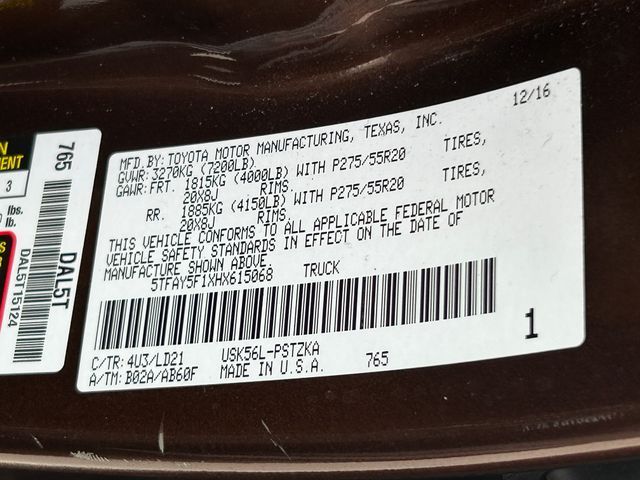 12/16
MFD.BY: TOYOTA MOTOR MANUFACTURING, TEXAS, INC.
GVWR: 3270KG (7200LB)
GAWR: FRT. 1815KG (4000LB) WITH P275/55R20 TIRES,
20X8J RIMS.
RR. 1885KG (4150LB) WITH P275/55R20 TIRES,
20X8J RIMS.
THIS VEHICLE CONFORMS TO ALL APPLICABLE FEDERAL MOTOR
VEHICLE SAFETY STANDARDS IN EFFECT ON THE DATE OF
MANUFACTURE SHOWN ABOVE.
5TFAY5F1XHX615068 TRUCK
1
C/TR: 4U3/LD21 USK56L-PSTZKA
A/TM: B02A/AB60F MADE IN U.S.A. 765
765
DAL5T
DAL5T15124
3
lbs.
lb.